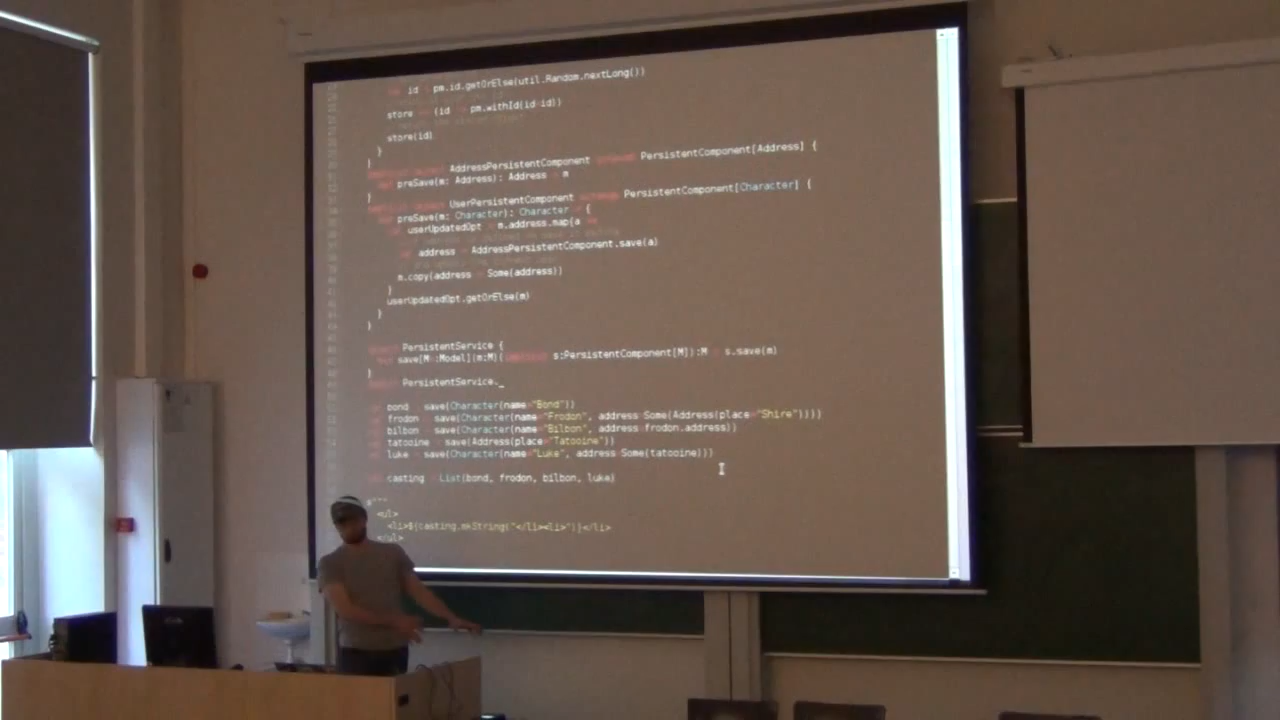 id pm.id.getOrElse(util.Random.nextLong())
store (id pm.withId(id=id))
store(id)
}
}
object AddressPersistentComponent extends PersistentComponent[Address] {
preSave(m: Address): Address = m
}
object UserPersistentComponent extends PersistentComponent[Character] {
preSave(m: Character): Character = {
userUpdatedOpt = m.address.map{a
address = AddressPersistentComponent.save(a)
m.copy(address = Some(address))
}
userUpdatedOpt.getOrElse(m)
}
}
PersistentService {
save[M<:Model](m:M)(implicit s:PersistentComponent[M]):M = s.save(m)
}
PersistentService._
bond = save(Character(name="Bond"))
frodon = save(Character(name="Frodon", address=Some(Address(place="Shire"))))
bilbon = save(Character(name="Bilbon", address=frodon.address))
tatooine = save(Address(place="Tatooine"))
luke = save(Character(name="Luke", address=Some(tatooine)))
casting = List(bond, frodon, bilbon, luke)
s"""
<ul>
<li>${casting.mkString("</li><li>")}</li>
</ul>